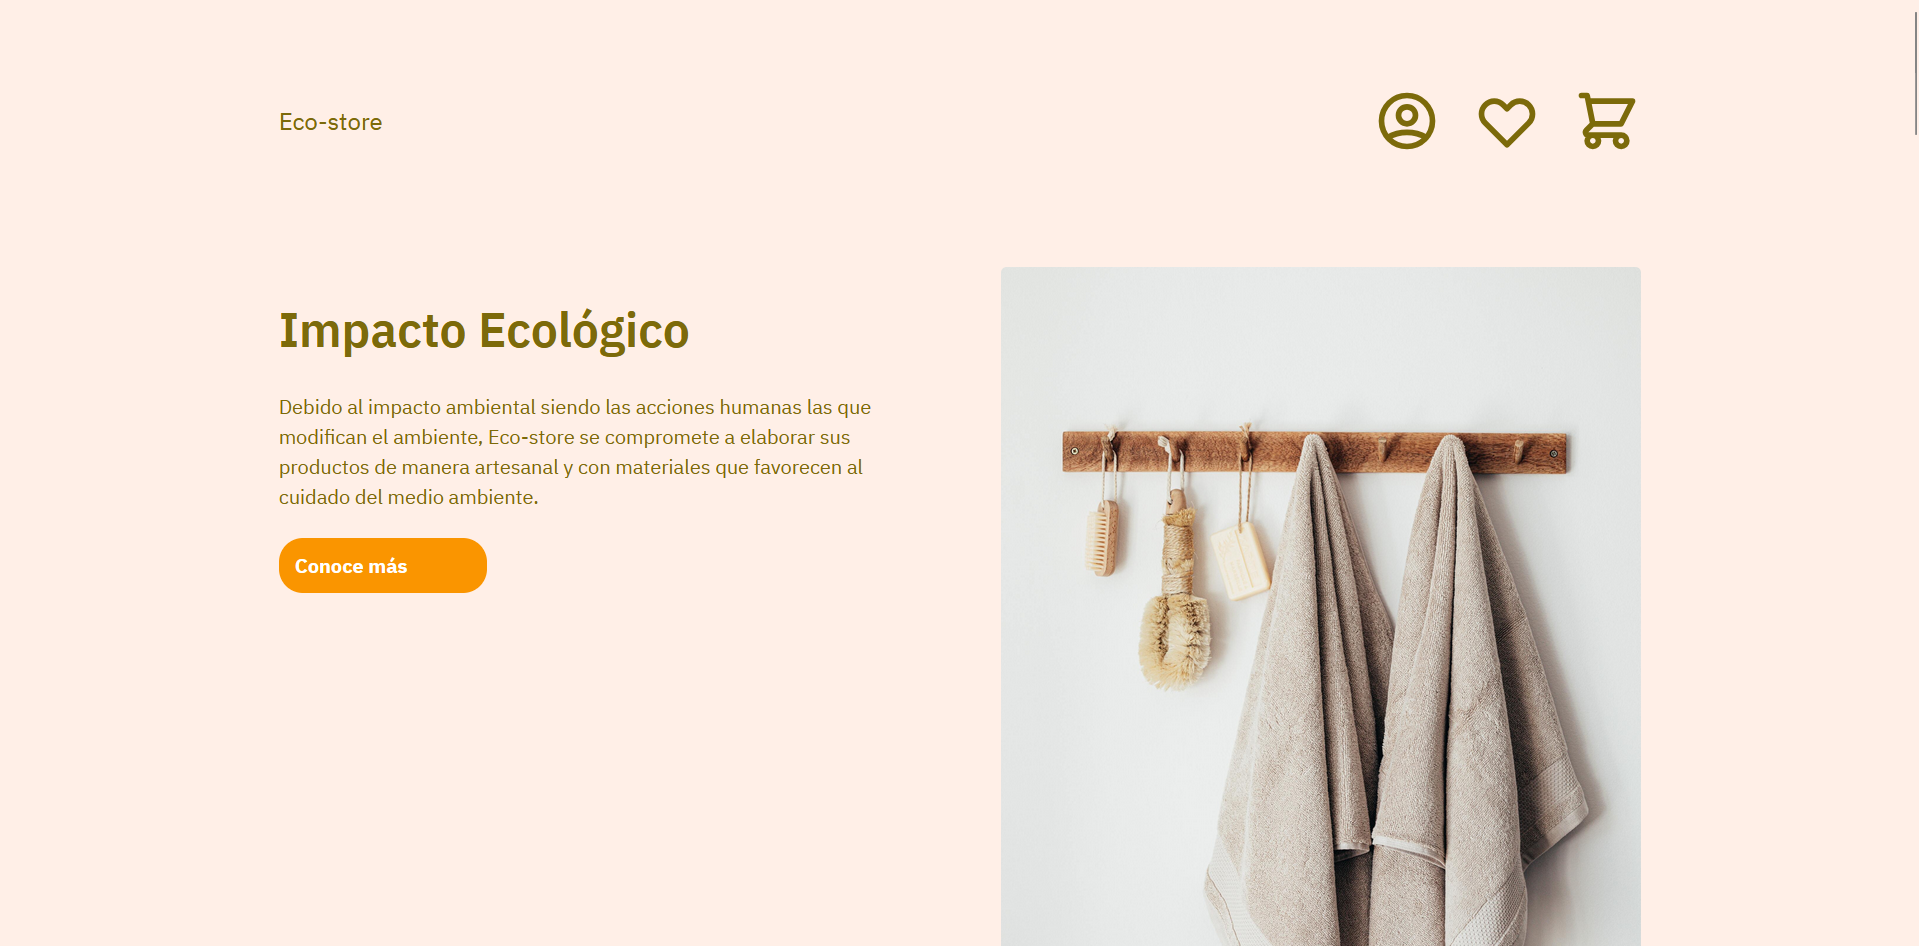 Eco-store
Impacto Ecológico
Debido al impacto ambiental siendo las acciones humanas las que
modifican el ambiente, Eco-store se compromete a elaborar sus
productos de manera artesanal y con materiales que favorecen al
cuidado del medio ambiente.
Conoce más